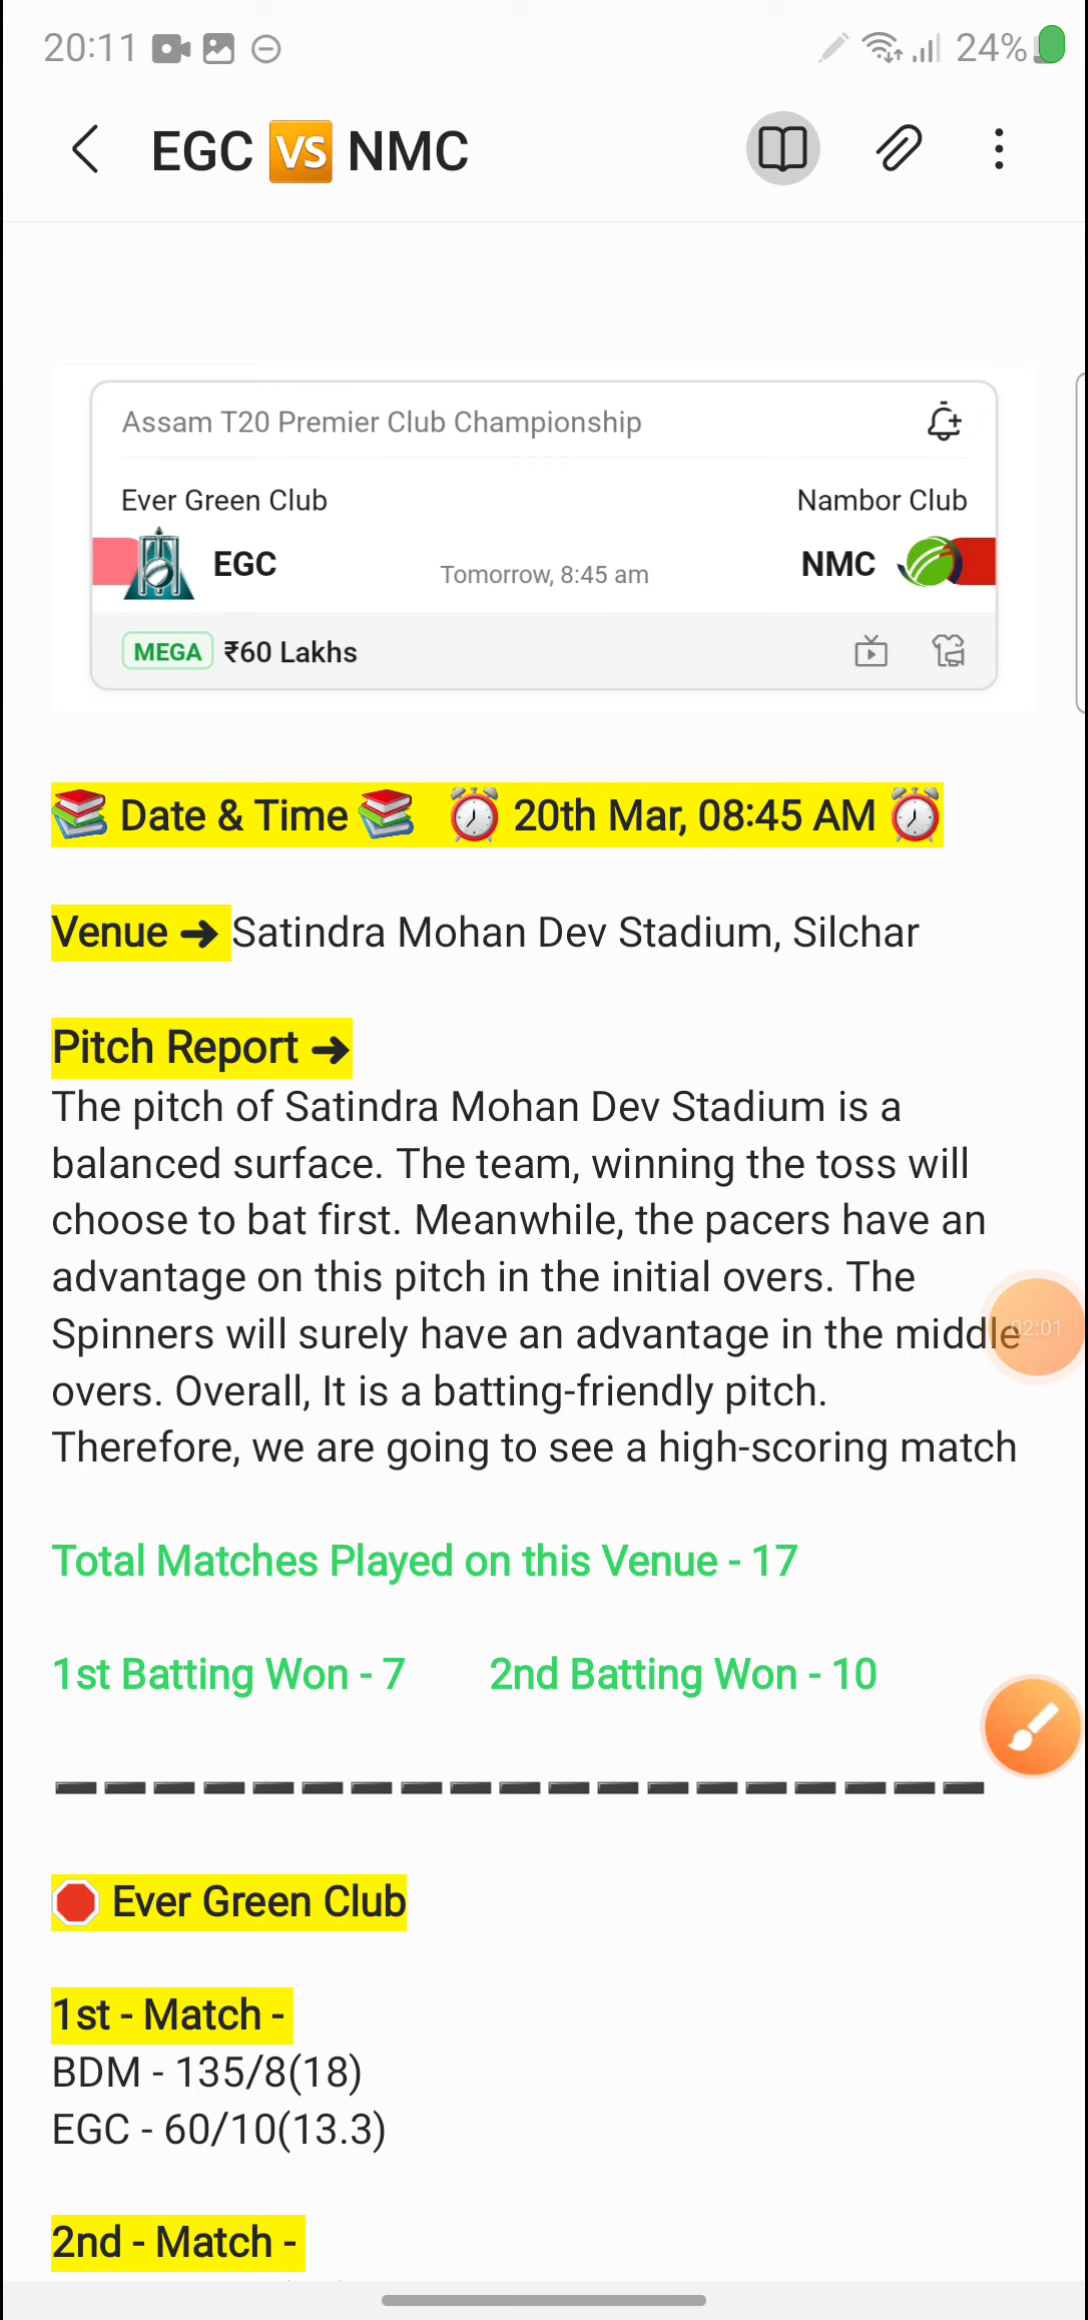 20:11 24%
EGC 🆚 NMC
Assam T20 Premier Club Championship
Ever Green Club Nambor Club
EGC Tomorrow, 8:45 am NMC
MEGA ₹60 Lakhs
📚 Date & Time 📚 ⏰ 20th Mar, 08:45 AM ⏰
Venue ➜ Satindra Mohan Dev Stadium, Silchar
Pitch Report ➜
The pitch of Satindra Mohan Dev Stadium is a
balanced surface. The team, winning the toss will
choose to bat first. Meanwhile, the pacers have an
advantage on this pitch in the initial overs. The
Spinners will surely have an advantage in the middle
02:01
overs. Overall, It is a batting-friendly pitch.
Therefore, we are going to see a high-scoring match
Total Matches Played on this Venue - 17
1st Batting Won - 7 2nd Batting Won - 10
🛑 Ever Green Club
1st - Match -
BDM - 135/8(18)
EGC - 60/10(13.3)
2nd - Match -